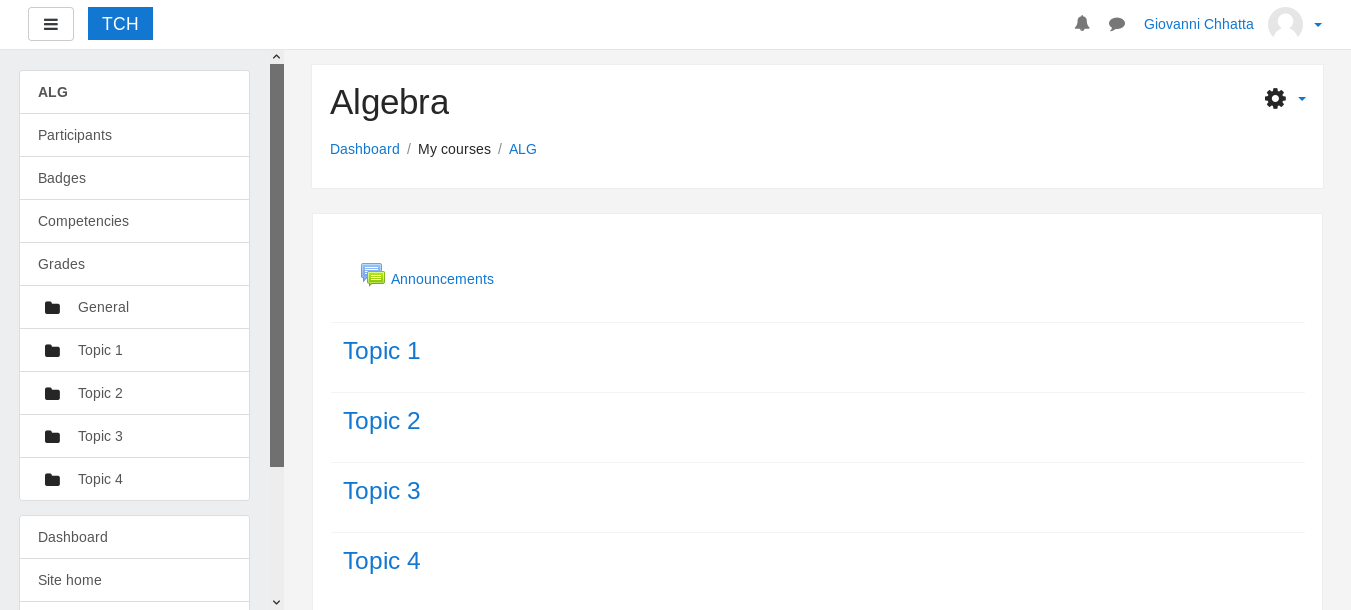 TCH
Giovanni Chhatta
ALG
Participants
Badges
Competencies
Grades
General
Topic 1
Topic 2
Topic 3
Topic 4
Dashboard
Site home
Algebra
Dashboard / My courses / ALG
Announcements
Topic 1
Topic 2
Topic 3
Topic 4